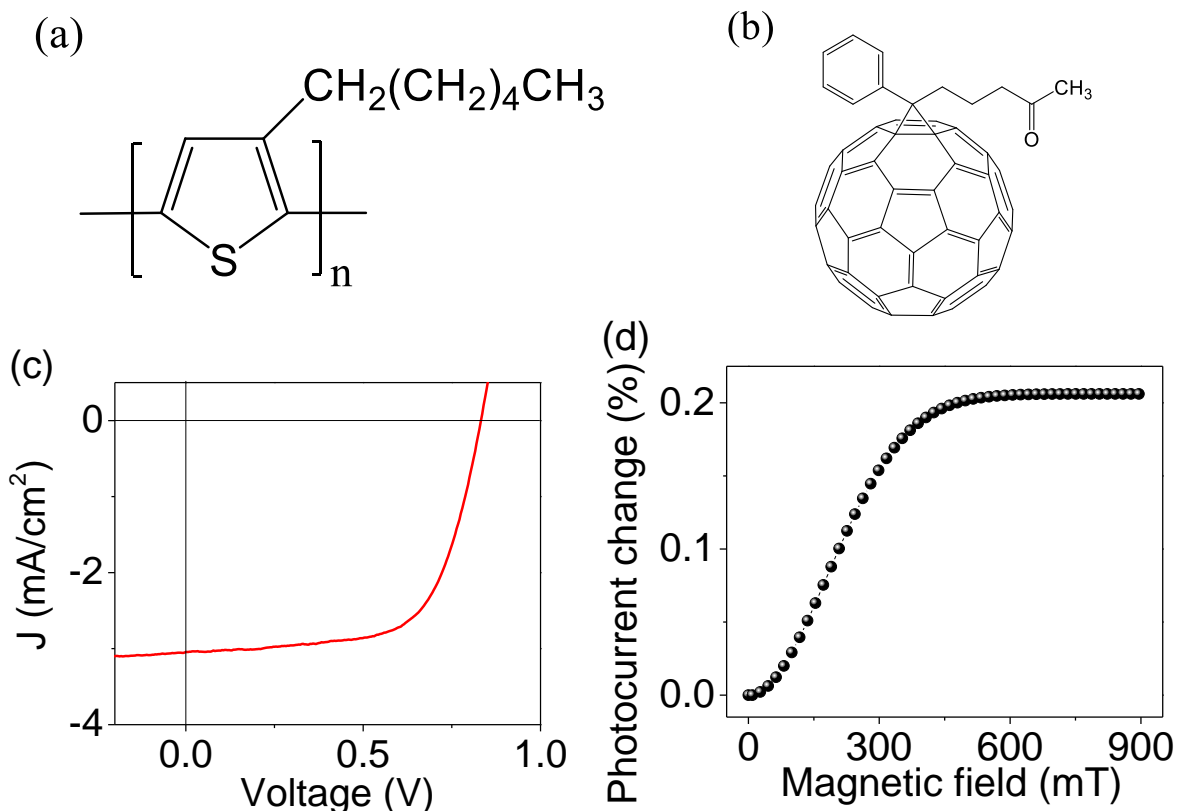 (a)
CH2(CH2)4CH3
S
n
(b)
CH3
O
(c)
0
-2
-4
J (mA/cm2)
0.0
0.5
1.0
Voltage (V)
(d)
Photocurrent change (%)
0.2
0.1
0.0
0
300
600
900
Magnetic field (mT)